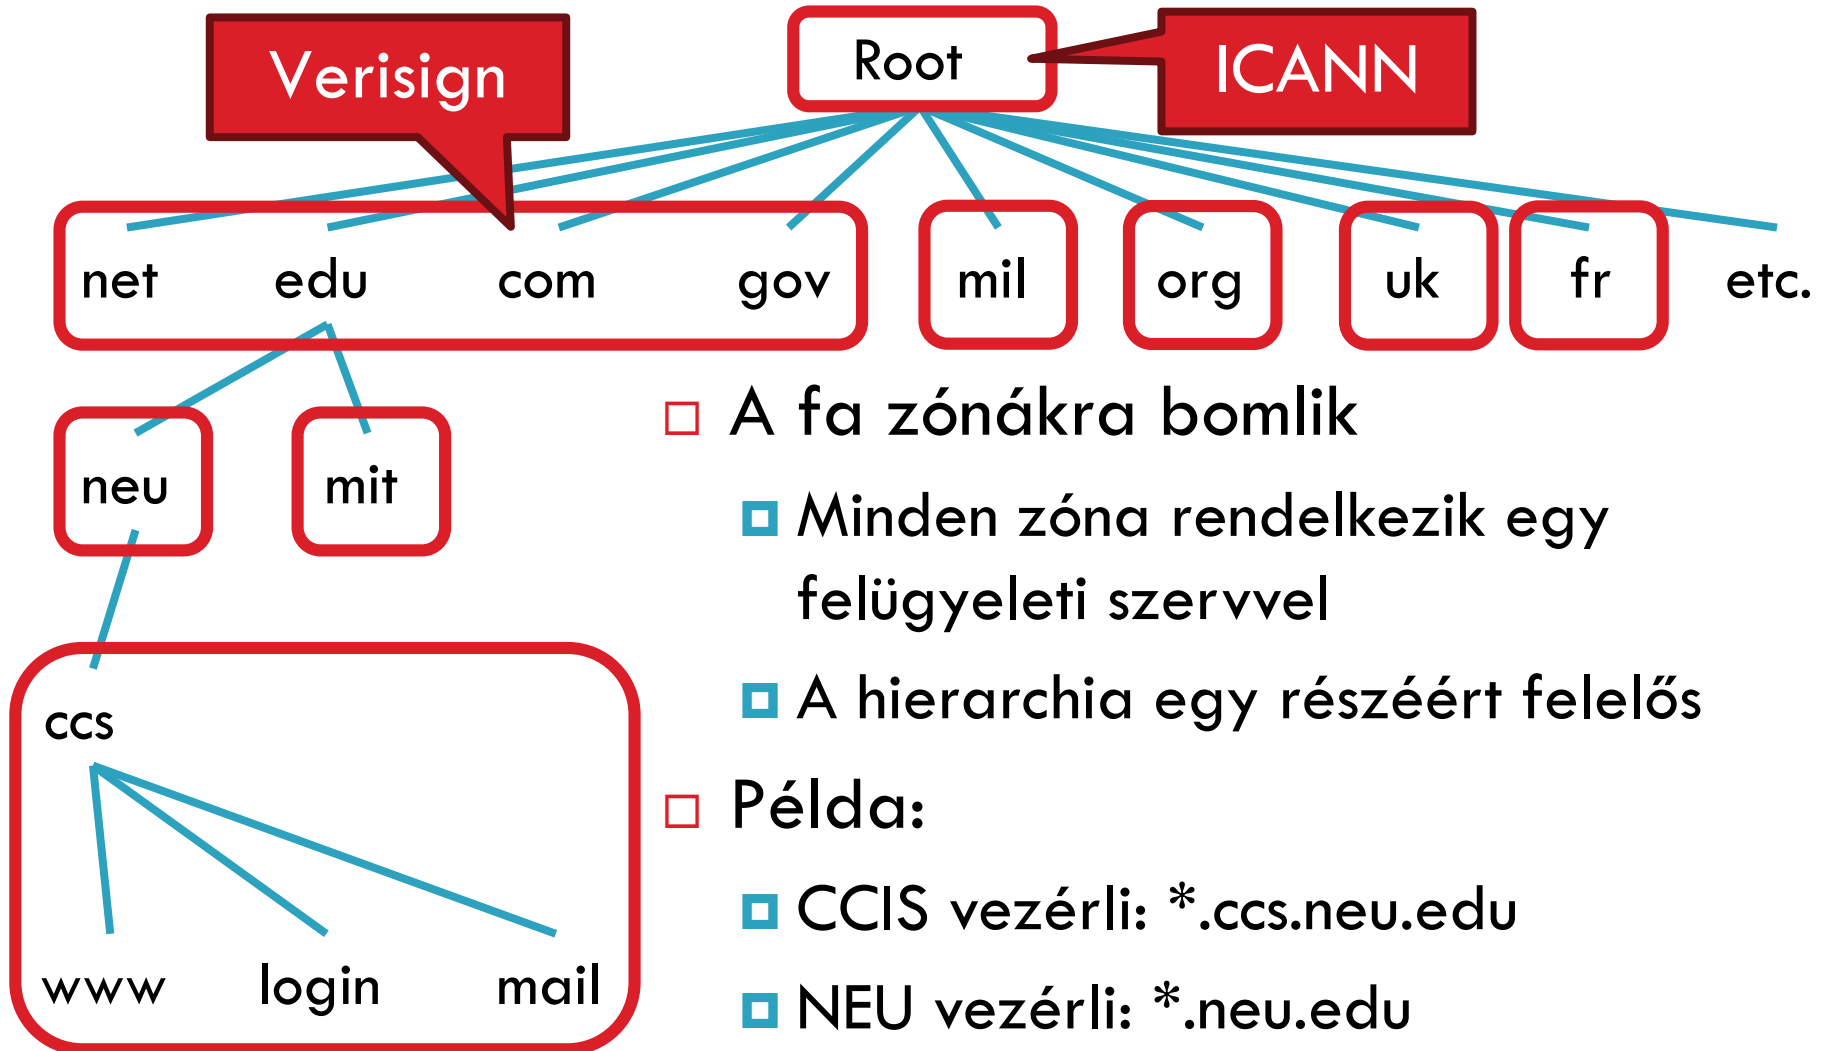 Verisign
Root
ICANN
net edu com gov mil org uk fr etc.
neu mit
ccs
www login mail
A fa zónákra bomlik
Minden zóna rendelkezik egy
felügyeleti szervvel
A hierarchia egy részéért felelős
Példa:
CCIS vezérli: *.ccs.neu.edu
NEU vezérli: *.neu.edu